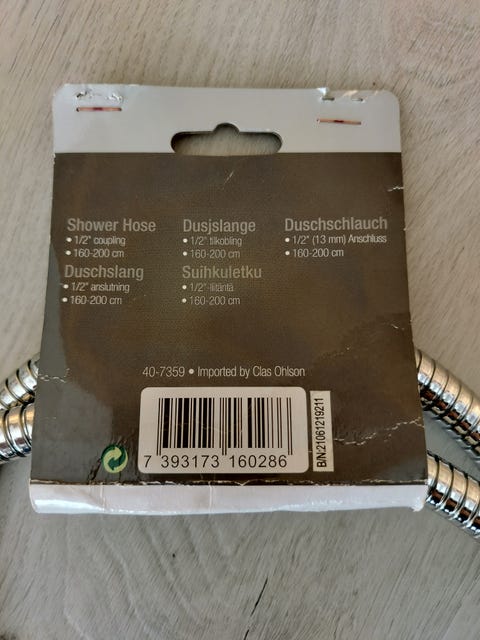 Shower Hose
• 1/2" coupling
• 160-200 cm
Dusjslange
• 1/2" tilkobling
• 160-200 cm
Duschschlauch
• 1/2" (13 mm) Anschluss
• 160-200 cm
Duschslang
• 1/2" anslutning
• 160-200 cm
Suihkuletku
• 1/2"-liitäntä
• 160-200 cm
40-7359 • Imported by Clas Ohlson
7 393173 160286
B/N:21061219211